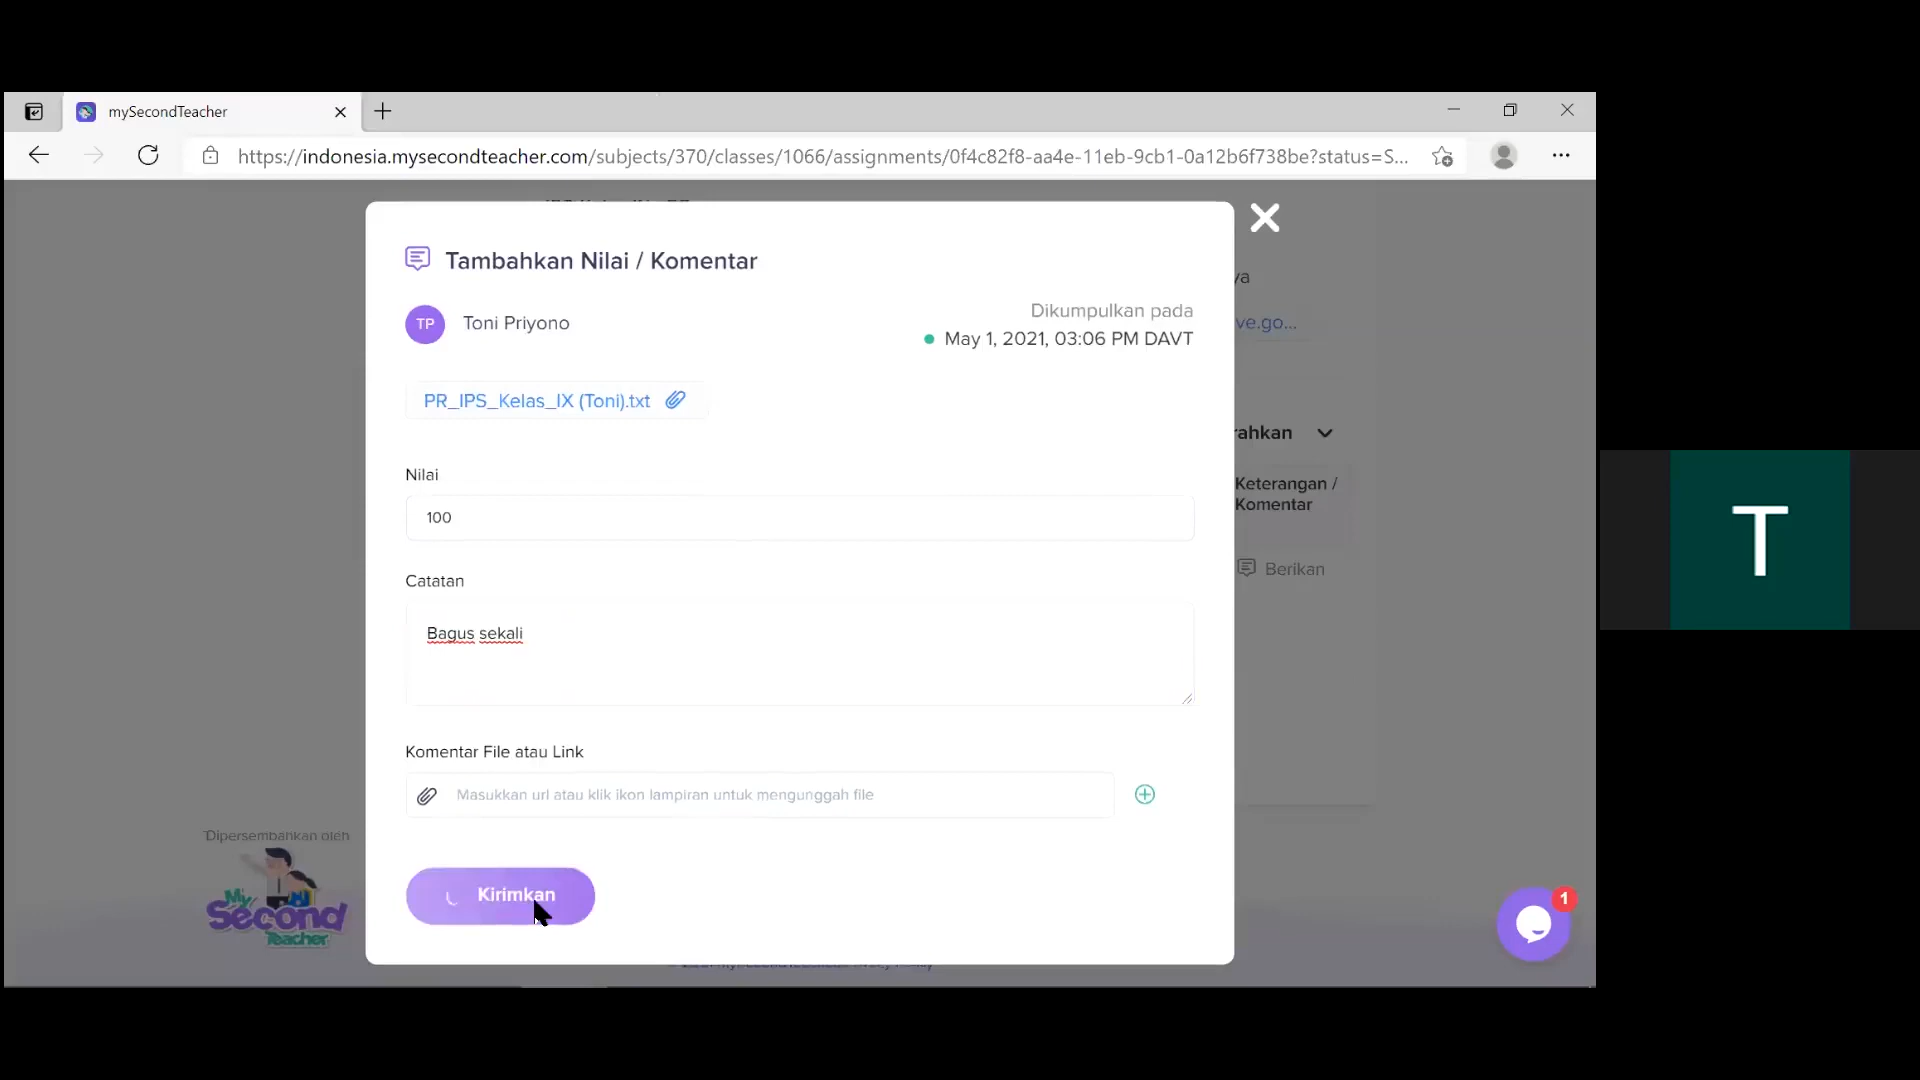 mySecondTeacher
https://indonesia.mysecondteacher.com/subjects/370/classes/1066/assignments/0f4c82f8-aa4e-11eb-9cb1-0a12b6f738be?status=S...
Tambahkan Nilai / Komentar
TP
Toni Priyono
Dikumpulkan pada
May 1, 2021, 03:06 PM DAVT
PR_IPS_Kelas_IX (Toni).txt
Nilai
100
Catatan
Bagus sekali
Komentar File atau Link
Masukkan url atau klik ikon lampiran untuk mengunggah file
Kirimkan
ya
ve.go...
rahkan
Keterangan /
Komentar
Berikan
Dipersembahkan oleh
My
Second
Teacher
1
T